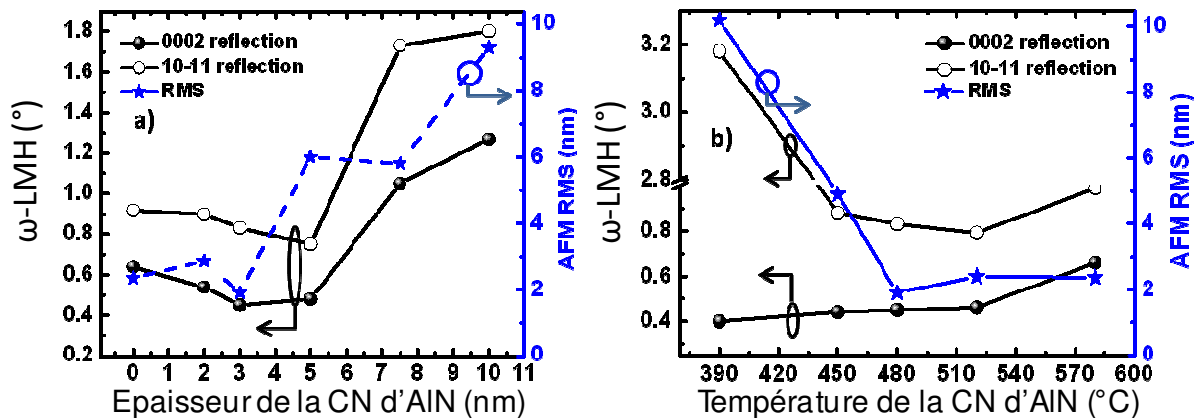 0002 reflection
10-11 reflection
RMS
a)
ω-LMH (°)
1.8
1.6
1.4
1.2
1.0
0.8
0.6
0.4
0.2
0 1 2 3 4 5 6 7 8 9 10 11
Epaisseur de la CN d'AlN (nm)
10
8
6
4
2
0
AFM RMS (nm)
0002 reflection
10-11 reflection
RMS
b)
ω-LMH (°)
3.2
3.0
2.8
0.8
0.6
0.4
390 420 450 480 510 540 570 600
Température de la CN d'AlN (°C)
10
8
6
4
2
0
AFM RMS (nm)